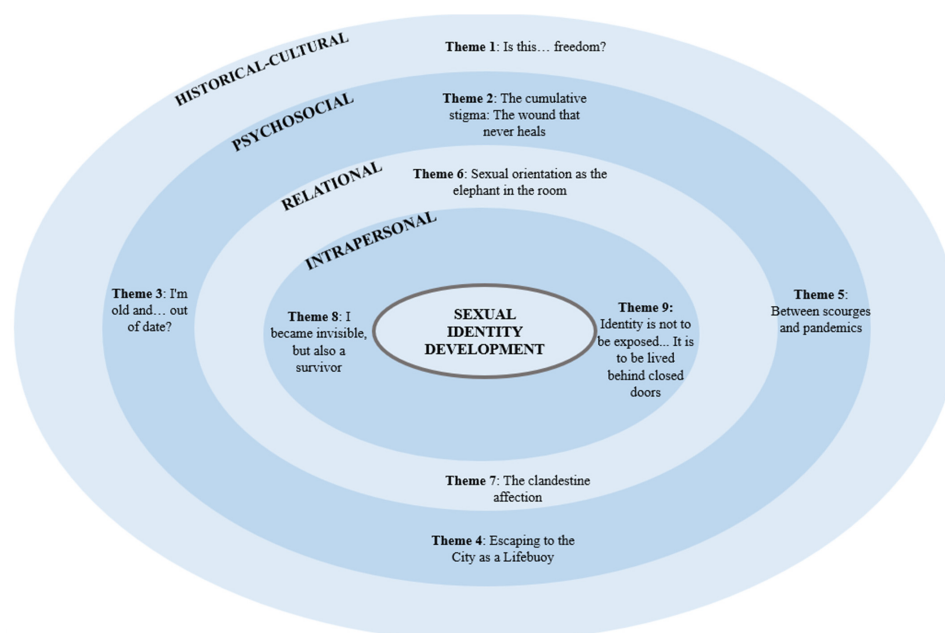 HISTORICAL-CULTURAL
Theme 1: Is this… freedom?
PSYCHOSOCIAL
Theme 2: The cumulative
stigma: The wound that
never heals
RELATIONAL
Theme 6: Sexual orientation as the
elephant in the room
INTRAPERSONAL
Theme 3: I'm
old and… out
of date?
Theme 8: I
became invisible,
but also a
survivor
SEXUAL
IDENTITY
DEVELOPMENT
Theme 9:
Identity is not to
be exposed... It is
to be lived
behind closed
doors
Theme 5:
Between scourges
and pandemics
Theme 7: The clandestine
affection
Theme 4: Escaping to the
City as a Lifebuoy